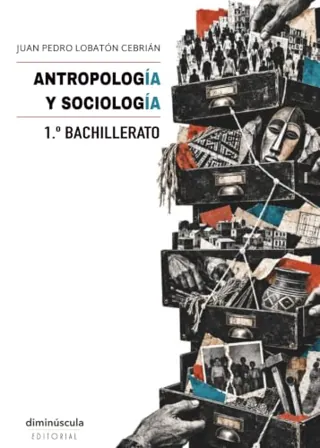 JUAN PEDRO LOBATÓN CEBRIÁN
ANTROPOLOGÍA
Y SOCIOLOGÍA
1.º BACHILLERATO
diminúscula
EDITORIAL